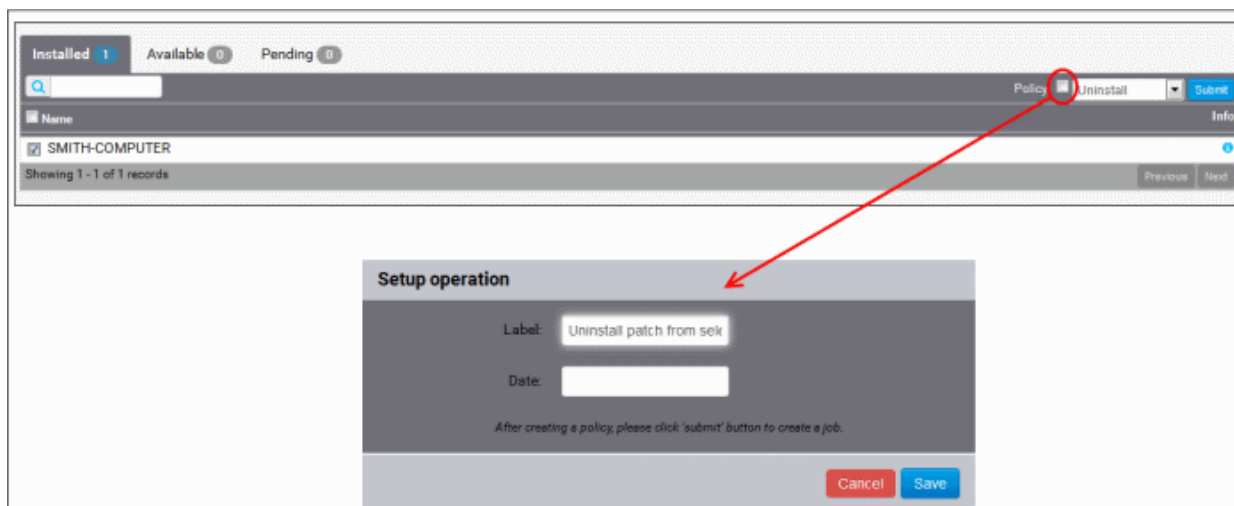 Installed 1 Available 0 Pending 0
Policy Uninstall Submit
Name Info
SMITH-COMPUTER
Showing 1 - 1 of 1 records Previous Next
Setup operation
Label: Uninstall patch from sek
Date:
After creating a policy, please click 'submit' button to create a job.
Cancel Save